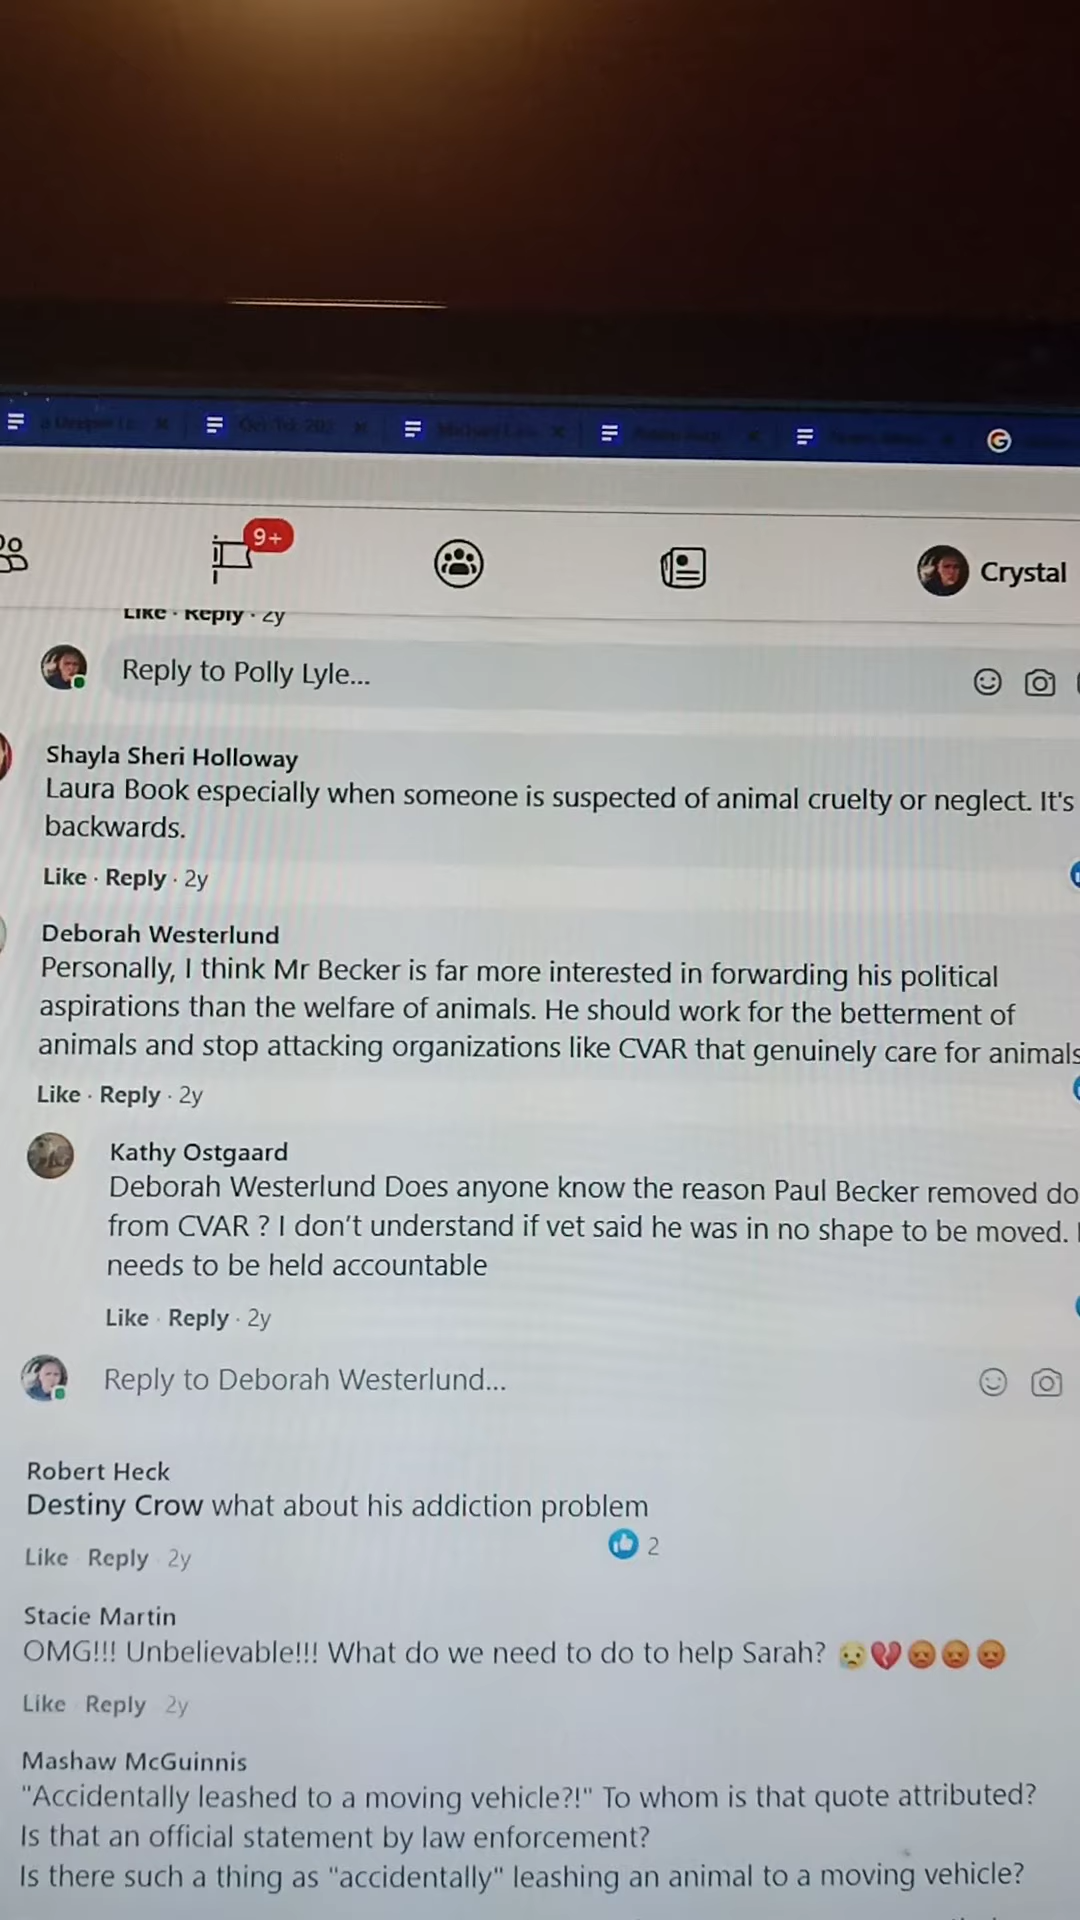 Oct 1st, 202
9+
Crystal
Like · Reply · 2y
Reply to Polly Lyle...
Shayla Sheri Holloway
Laura Book especially when someone is suspected of animal cruelty or neglect. It's
backwards.
Like · Reply · 2y
Deborah Westerlund
Personally, I think Mr Becker is far more interested in forwarding his political
aspirations than the welfare of animals. He should work for the betterment of
animals and stop attacking organizations like CVAR that genuinely care for animals
Like · Reply · 2y
Kathy Ostgaard
Deborah Westerlund Does anyone know the reason Paul Becker removed do
from CVAR ? I don't understand if vet said he was in no shape to be moved.
needs to be held accountable
Like · Reply · 2y
Reply to Deborah Westerlund...
Robert Heck
Destiny Crow what about his addiction problem
2
Like Reply 2y
Stacie Martin
OMG!!! Unbelievable!!! What do we need to do to help Sarah? 😥💔😡😡😡
Like Reply 2y
Mashaw McGuinnis
"Accidentally leashed to a moving vehicle?!" To whom is that quote attributed?
Is that an official statement by law enforcement?
Is there such a thing as "accidentally" leashing an animal to a moving vehicle?